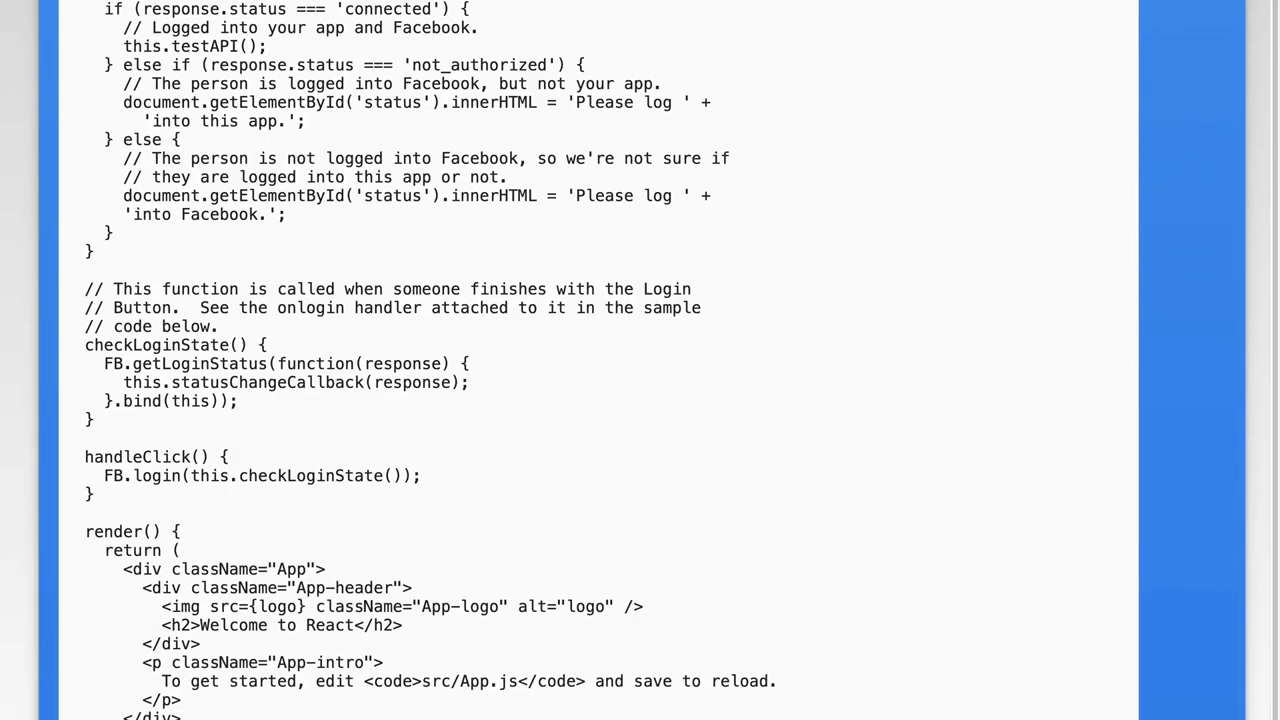 if (response.status === 'connected') {
// Logged into your app and Facebook.
this.testAPI();
} else if (response.status === 'not_authorized') {
// The person is logged into Facebook, but not your app.
document.getElementById('status').innerHTML = 'Please log ' +
'into this app.';
} else {
// The person is not logged into Facebook, so we're not sure if
// they are logged into this app or not.
document.getElementById('status').innerHTML = 'Please log ' +
'into Facebook.';
}
}
// This function is called when someone finishes with the Login
// Button.  See the onlogin handler attached to it in the sample
// code below.
checkLoginState() {
FB.getLoginStatus(function(response) {
this.statusChangeCallback(response);
}.bind(this));
}
handleClick() {
FB.login(this.checkLoginState());
}
render() {
return (
<div className="App">
<div className="App-header">
<img src={logo} className="App-logo" alt="logo" />
<h2>Welcome to React</h2>
</div>
<p className="App-intro">
To get started, edit <code>src/App.js</code> and save to reload.
</p>
</div>